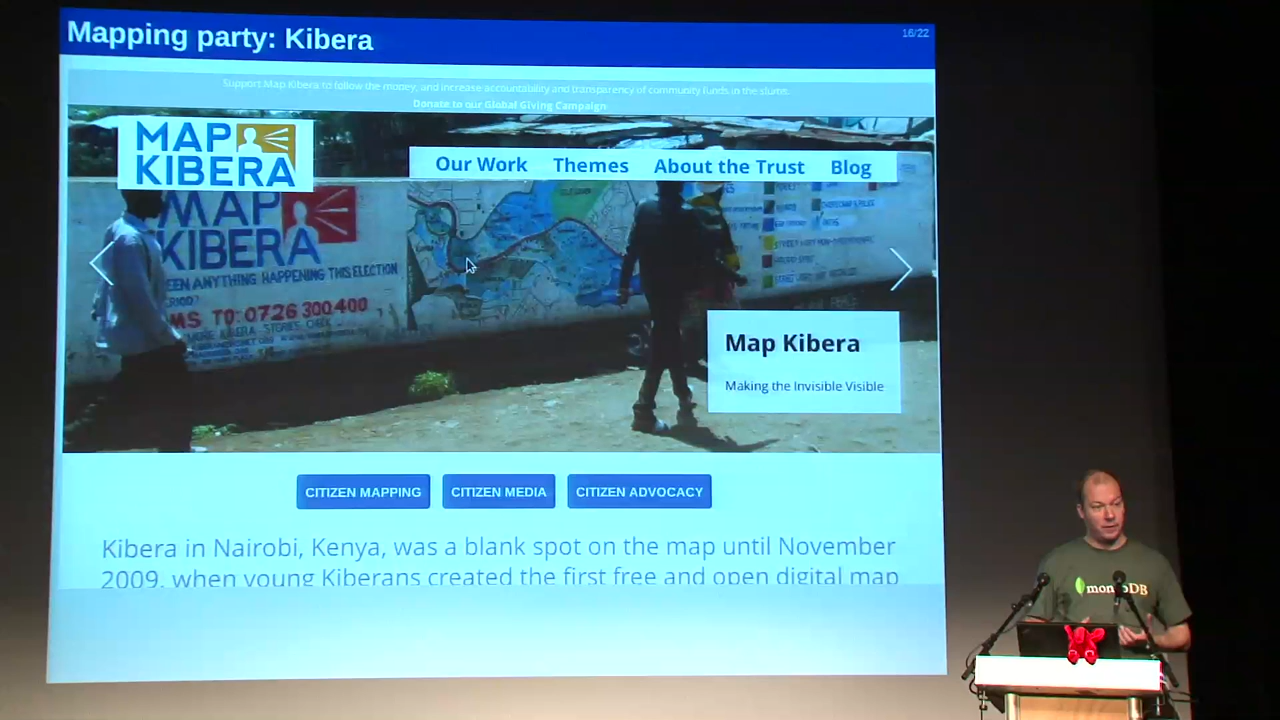 Mapping party: Kibera
16/22
Support Map Kibera to follow the money, and increase accountability and transparency of community funds in the slums.
Donate to our Global Giving Campaign
MAP
KIBERA
Our Work Themes About the Trust Blog
MAP
KIBERA
EEN ANYTHING HAPPENING THIS ELECTION
MS TO: 0726 300 400
Map Kibera
Making the Invisible Visible
CITIZEN MAPPING CITIZEN MEDIA CITIZEN ADVOCACY
Kibera in Nairobi, Kenya, was a blank spot on the map until November
2009, when young Kiberans created the first free and open digital map